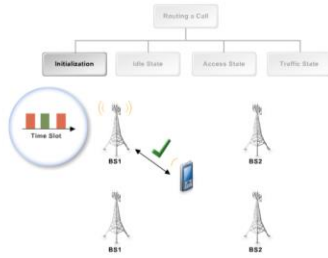 Routing a Call
Initialization
Idle State
Access State
Traffic State
Time Slot
BS1
BS2
BS1
BS2